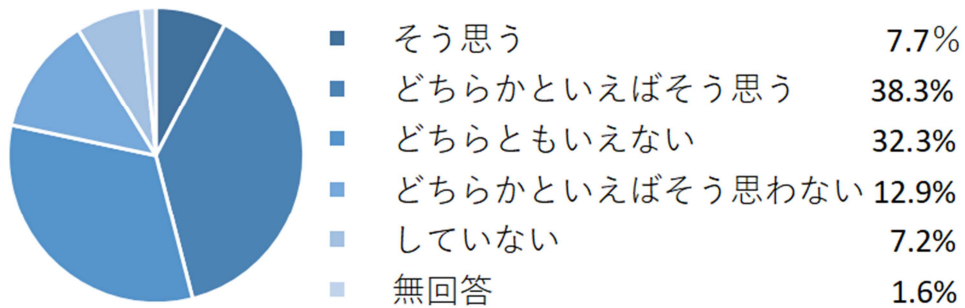 そう思う 7.7％
どちらかといえばそう思う 38.3%
どちらともいえない 32.3%
どちらかといえばそう思わない 12.9%
していない 7.2%
無回答 1.6%